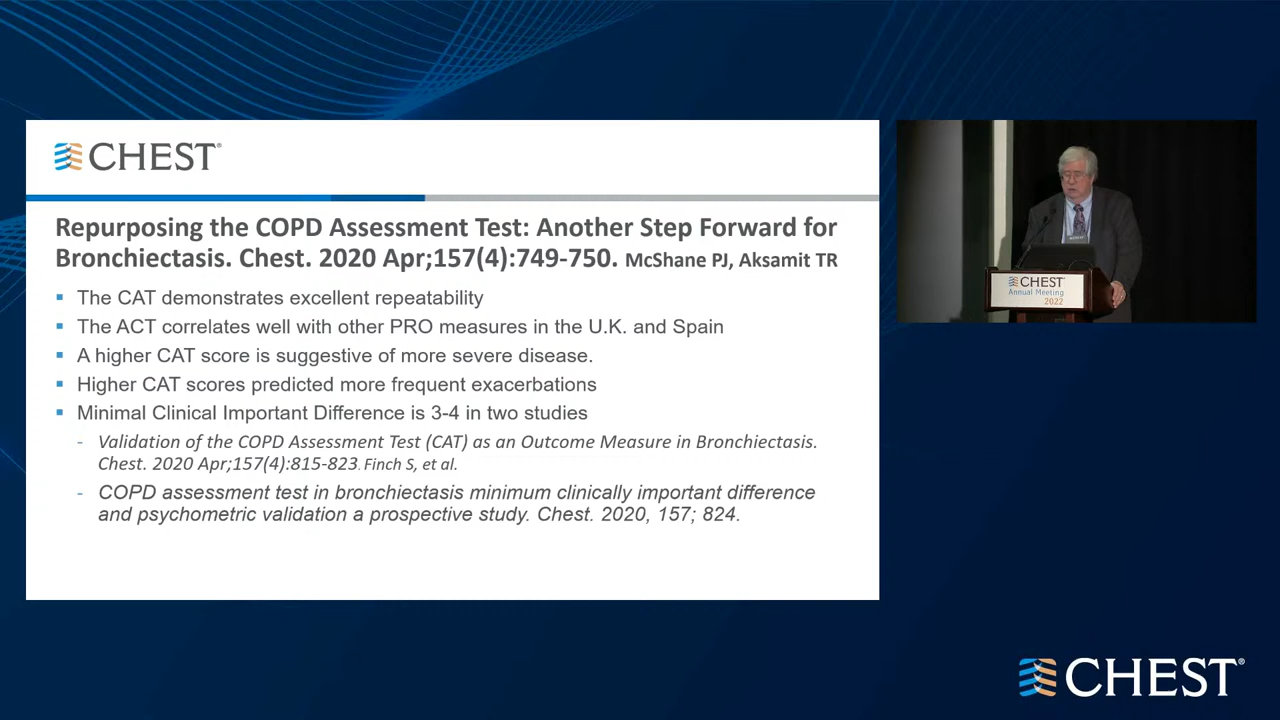 CHEST®
Repurposing the COPD Assessment Test: Another Step Forward for
Bronchiectasis. Chest. 2020 Apr;157(4):749-750. McShane PJ, Aksamit TR
▪ The CAT demonstrates excellent repeatability
▪ The ACT correlates well with other PRO measures in the U.K. and Spain
▪ A higher CAT score is suggestive of more severe disease.
▪ Higher CAT scores predicted more frequent exacerbations
▪ Minimal Clinical Important Difference is 3-4 in two studies
- Validation of the COPD Assessment Test (CAT) as an Outcome Measure in Bronchiectasis.
Chest. 2020 Apr;157(4):815-823. Finch S, et al.
- COPD assessment test in bronchiectasis minimum clinically important difference
and psychometric validation a prospective study. Chest. 2020, 157; 824.
CHEST
Annual Meeting
2022
CHEST®